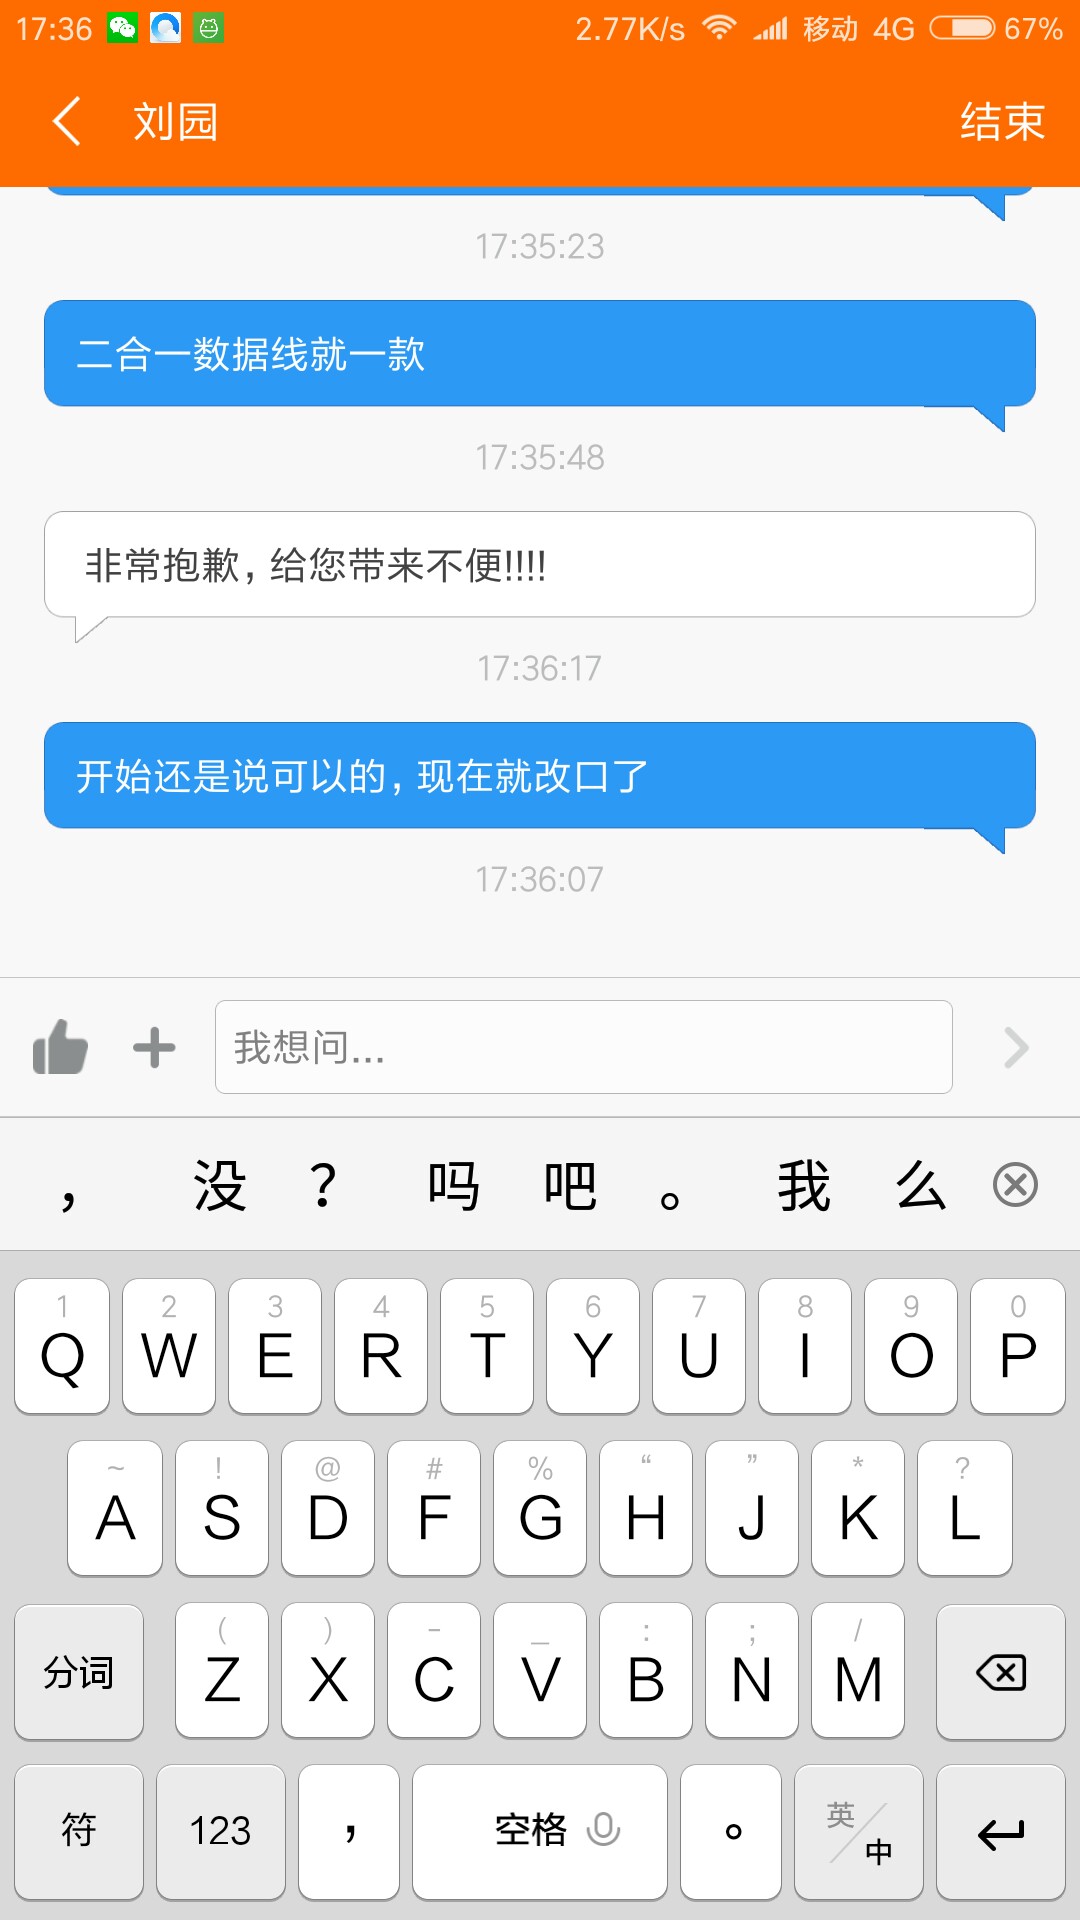 17:36 2.77K/s 移动 4G 67%
刘园 结束
17:35:23
二合一数据线就一款
17:35:48
非常抱歉，给您带来不便!!!!
17:36:17
开始还是说可以的，现在就改口了
17:36:07
我想问...
， 没 ？ 吗 吧 。 我 么
1 2 3 4 5 6 7 8 9 0
Q W E R T Y U I O P
~ ! @ # % “ ” * ?
A S D F G H J K L
( ) - _ : ; /
分词 Z X C V B N M
符 123 ， 空格 。 英/中